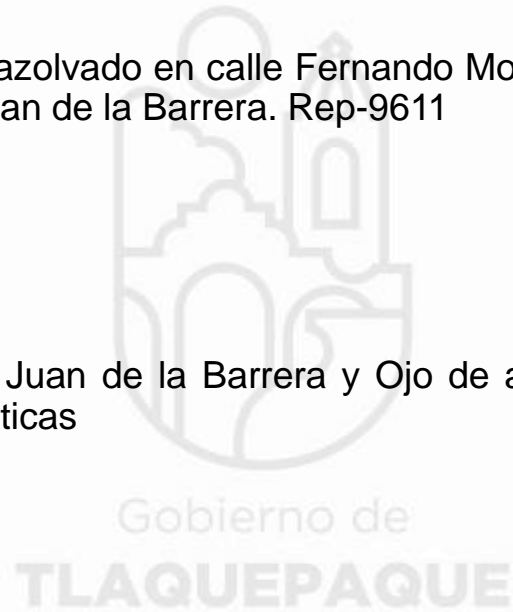 azolvado en calle Fernando Mo
an de la Barrera. Rep-9611
Juan de la Barrera y Ojo de a
ticas
Gobierno de
TLAQUEPAQUE